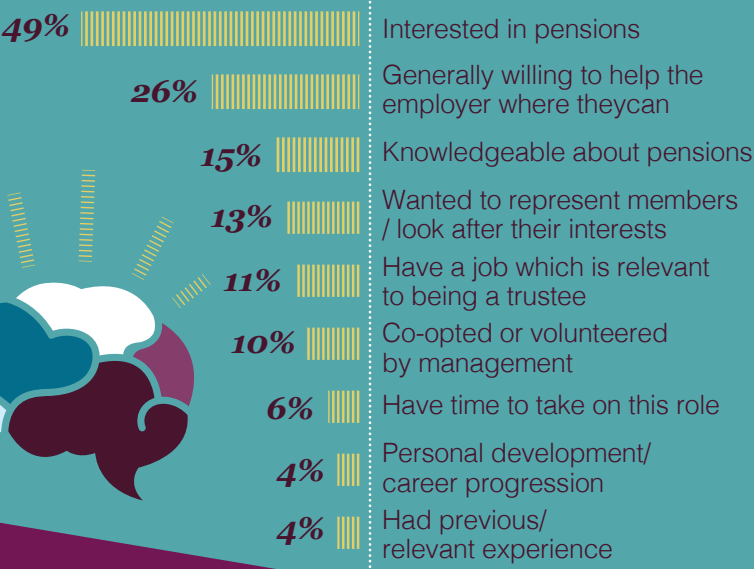 49% Interested in pensions
26% Generally willing to help the
employer where theycan
15% Knowledgeable about pensions
13% Wanted to represent members
/ look after their interests
11% Have a job which is relevant
to being a trustee
10% Co-opted or volunteered
by management
6% Have time to take on this role
4% Personal development/
career progression
4% Had previous/
relevant experience